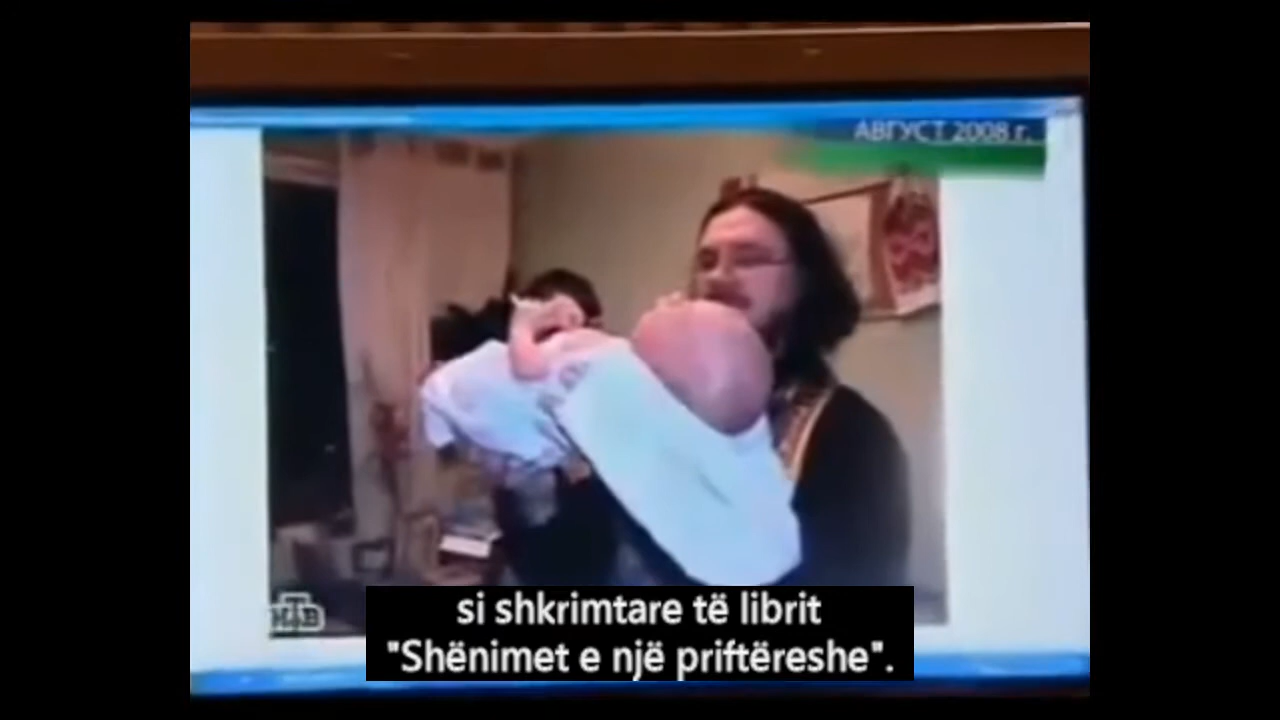 АВГУСТ 2008 г.
НТВ
si shkrimtare të librit
"Shënimet e një priftëreshe".